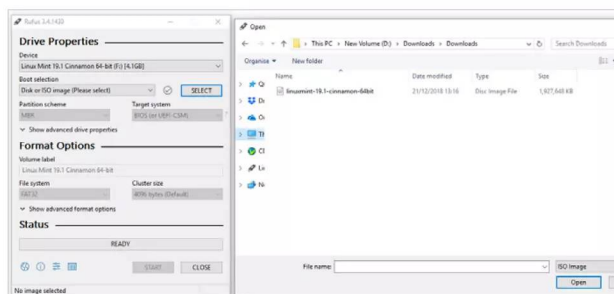 Rufus 3.4.1430
Drive Properties
Device
Linux Mint 19.1 Cinnamon 64-bit (F:) [4.1GB]
Boot selection
Disk or ISO image (Please select)
SELECT
Partition scheme
Target system
MBR
BIOS (or UEFI-CSM)
Show advanced drive properties
Format Options
Volume label
Linux Mint 19.1 Cinnamon 64-bit
File system
Cluster size
FAT32
4096 bytes (Default)
Show advanced format options
Status
READY
START
CLOSE
No image selected
Open
This PC > New Volume (D:) > Downloads > Downloads
Search Downloads
Organise
New folder
Name
Date modified
Type
Size
linuxmint-19.1-cinnamon-64bit
21/12/2018 13:16
Disc Image File
File name:
ISO Image
Open